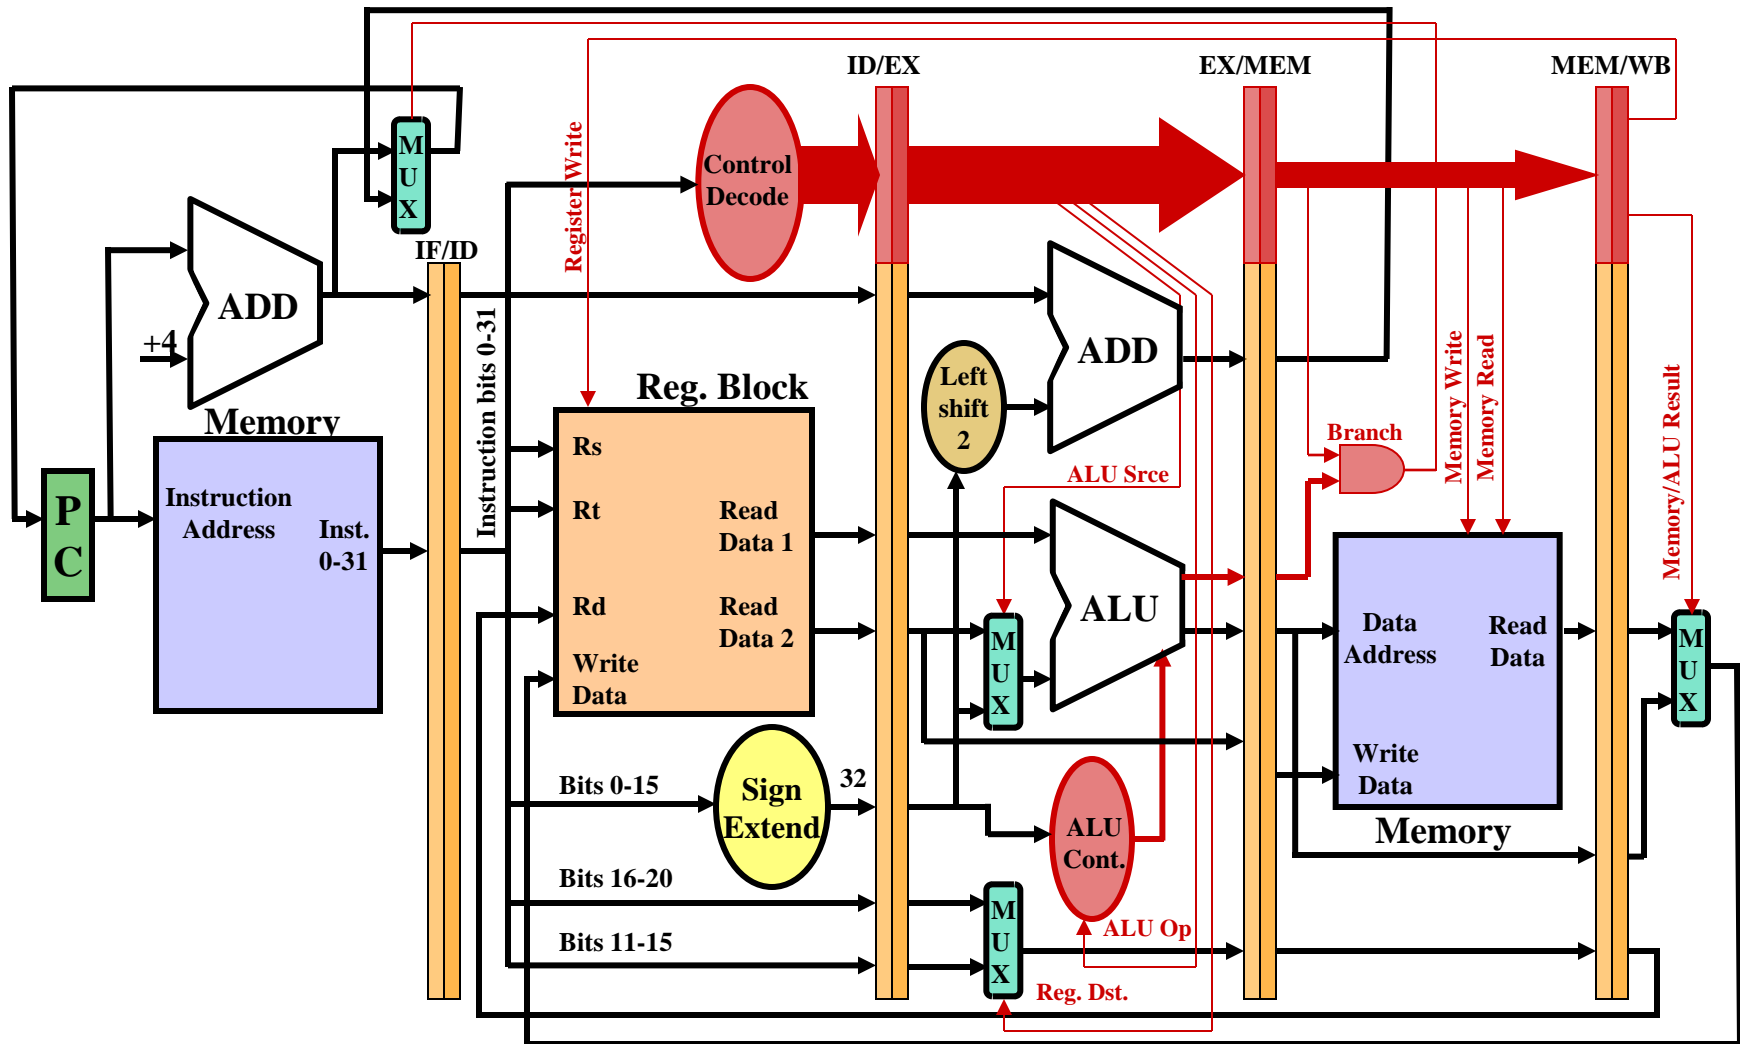 ID/EX
EX/MEM
MEM/WB
M
U
X
Control
Decode
Register Write
IF/ID
ADD
+4
Instruction bits 0-31
ADD
Left
shift
2
Memory Write
Memory Read
Memory/ALU Result
Branch
ALU Srce
Reg. Block
Memory
P
C
Instruction
Address
Inst.
0-31
Rs
Rt
Read
Data 1
Rd
Read
Data 2
Write
Data
M
U
X
ALU
Data
Address
Read
Data
Write
Data
Memory
M
U
X
Bits 0-15
Sign
Extend
32
ALU
Cont.
Bits 16-20
Bits 11-15
M
U
X
ALU Op
Reg. Dst.